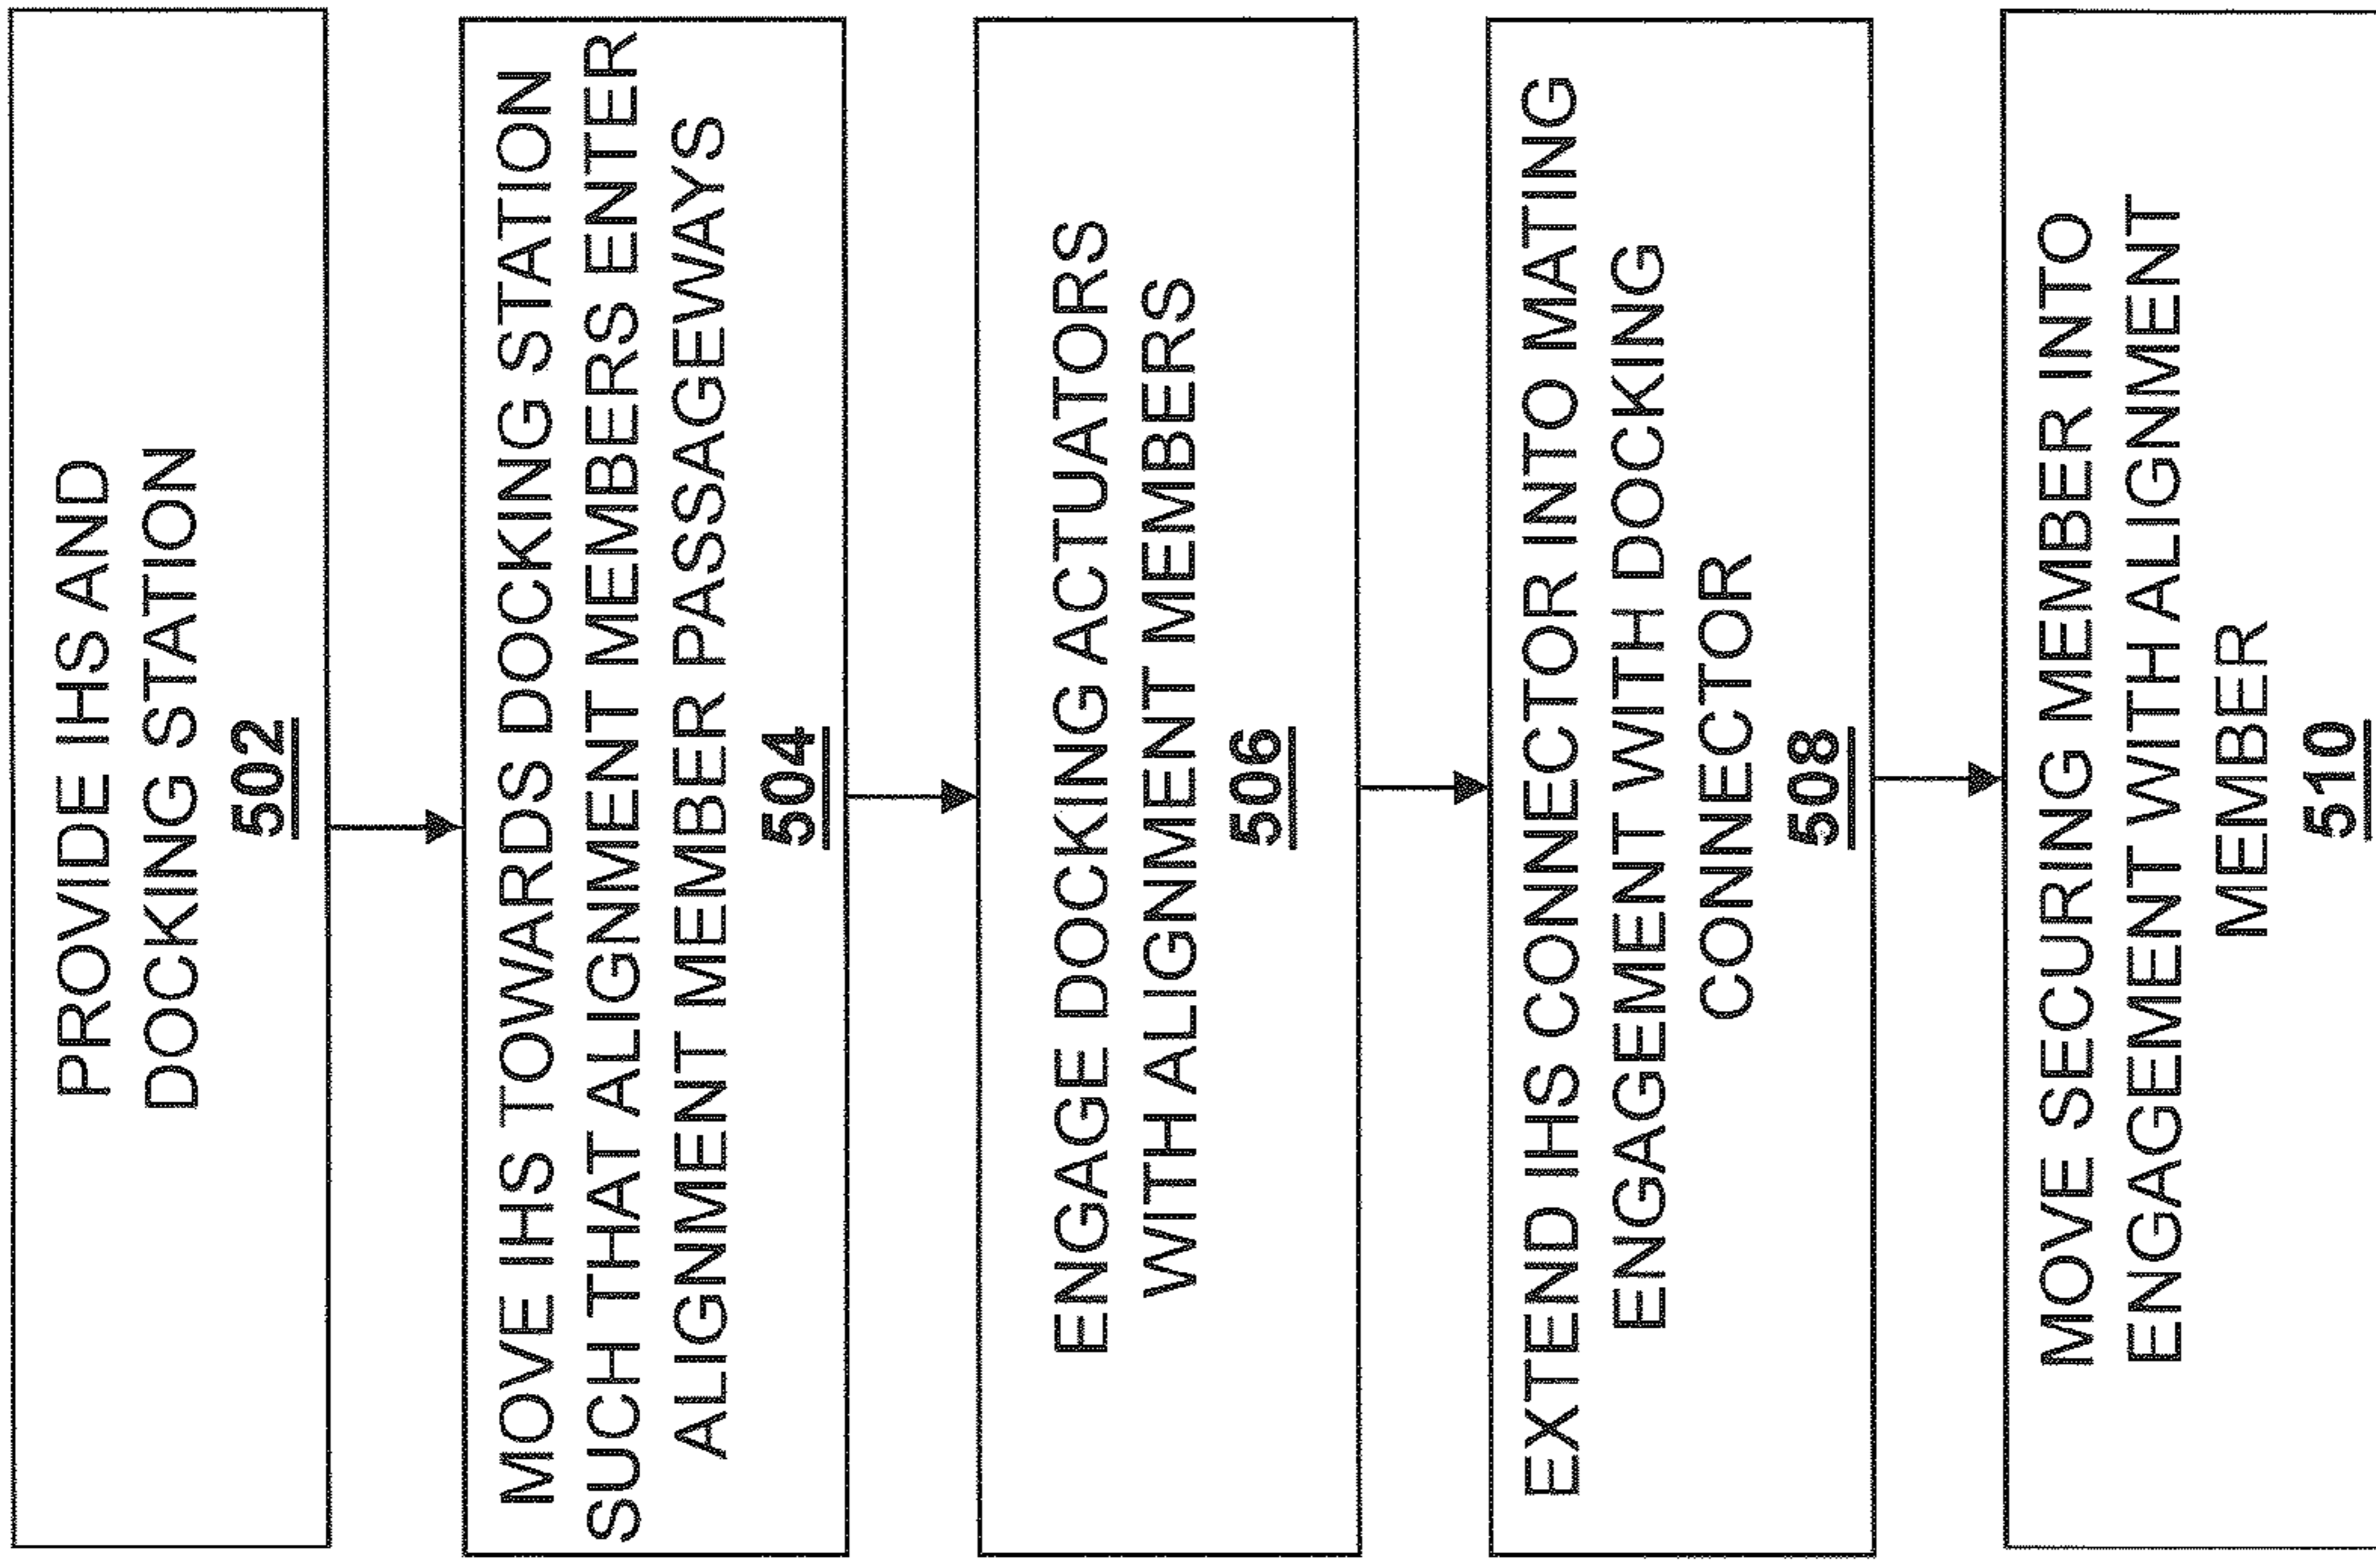 PROVIDE IHS AND
DOCKING STATION
502
MOVE IHS TOWARDS DOCKING STATION
SUCH THAT ALIGNMENT MEMBERS ENTER
ALIGNMENT MEMBER PASSAGEWAYS
504
ENGAGE DOCKING ACTUATORS
WITH ALIGNMENT MEMBERS
506
EXTEND IHS CONNECTOR INTO MATING
ENGAGEMENT WITH DOCKING
CONNECTOR
508
MOVE SECURING MEMBER INTO
ENGAGEMENT WITH ALIGNMENT
MEMBER
510